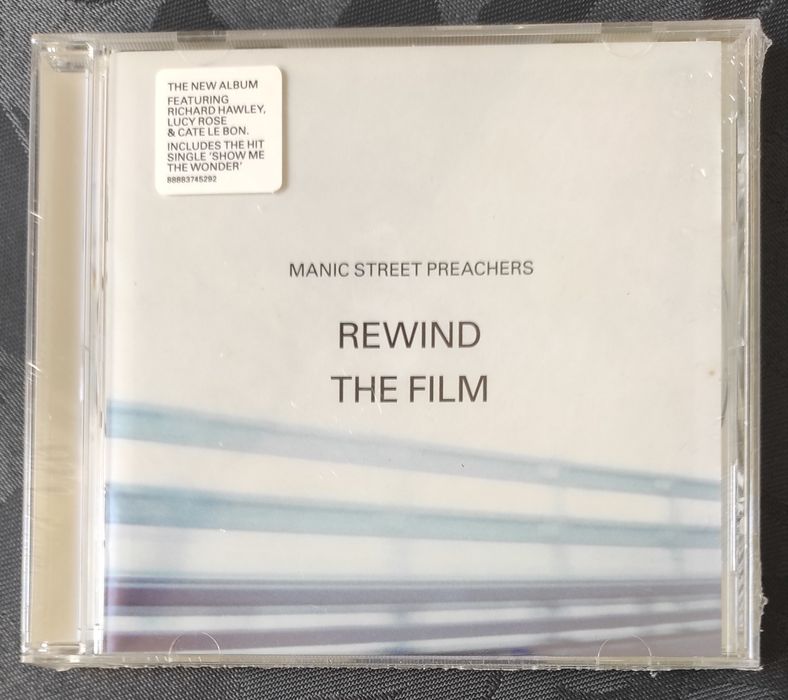 THE NEW ALBUM
FEATURING
RICHARD HAWLEY,
LUCY ROSE
& CATE LE BON.
INCLUDES THE HIT
SINGLE 'SHOW ME
THE WONDER'
88883745292
MANIC STREET PREACHERS
REWIND
THE FILM